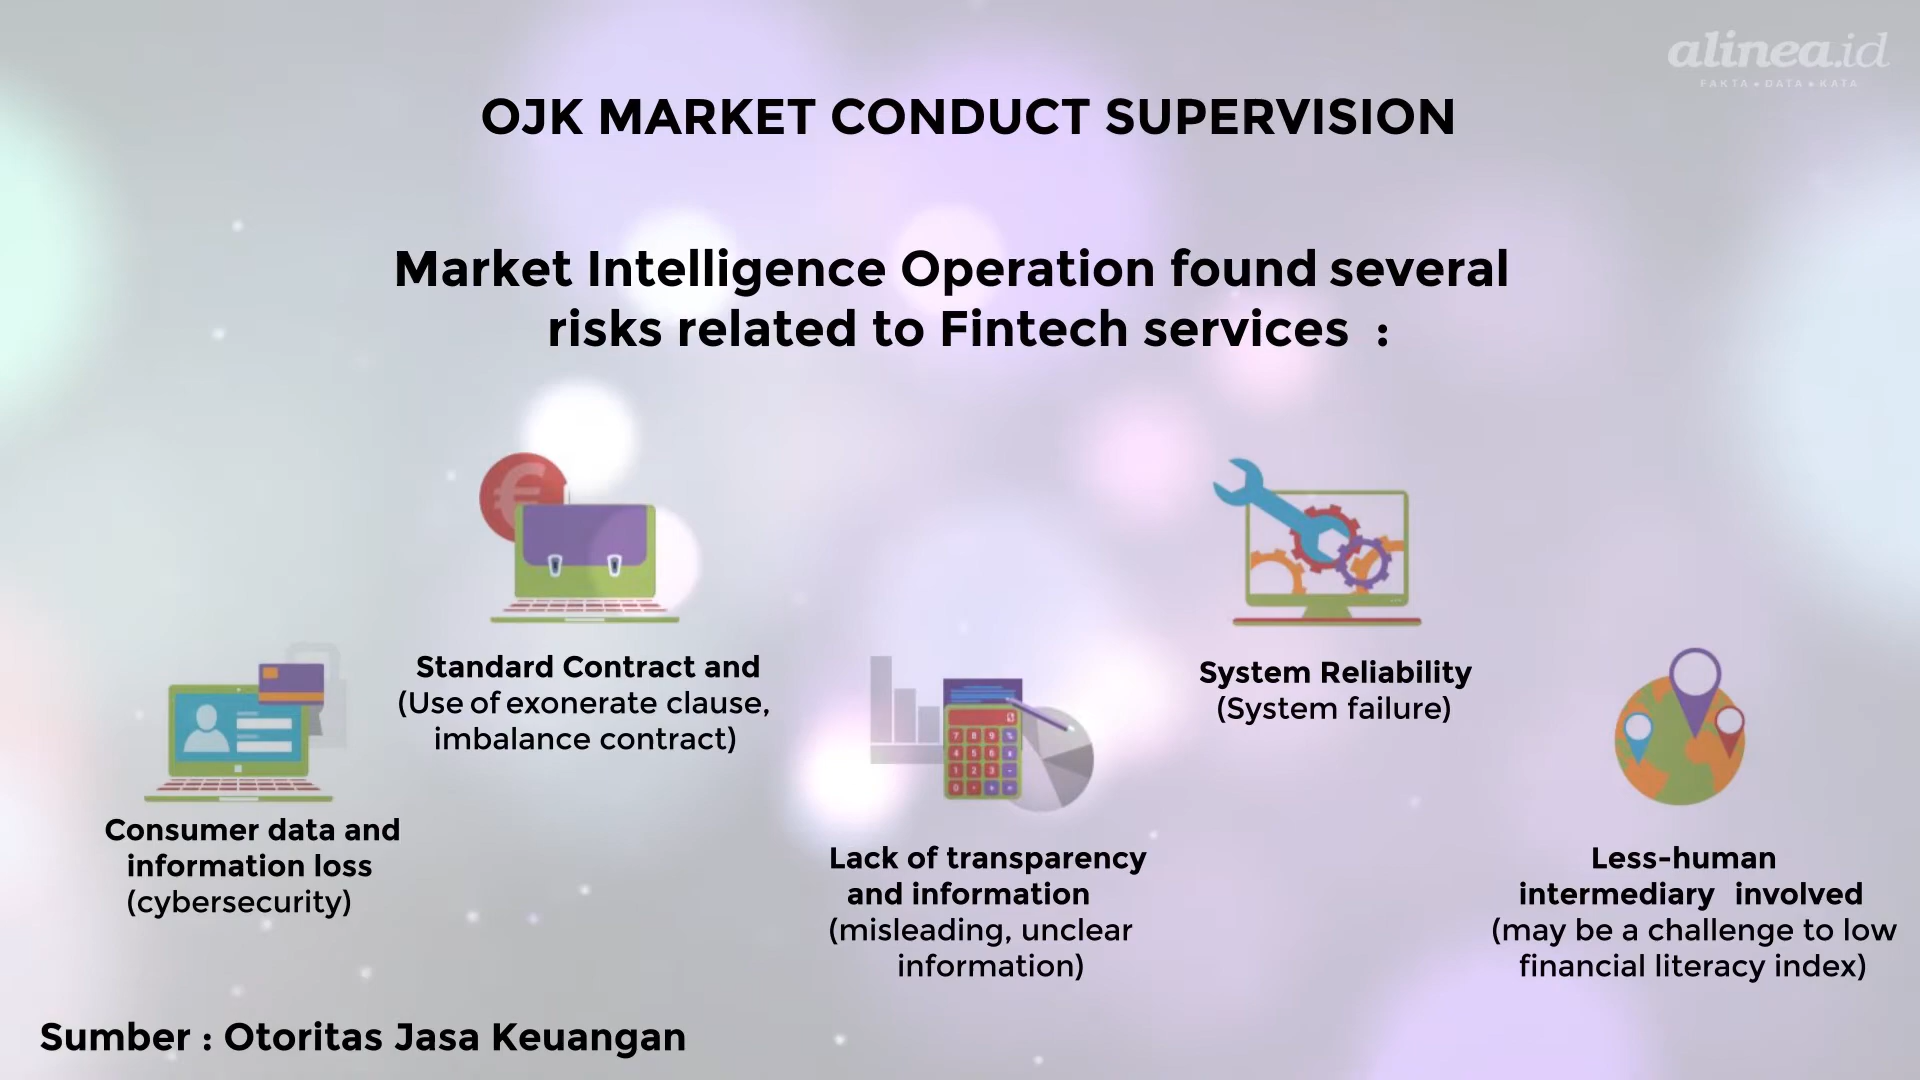 alinea.id
FAKTA • DATA • KATA
OJK MARKET CONDUCT SUPERVISION
Market Intelligence Operation found several
risks related to Fintech services :
Consumer data and
information loss
(cybersecurity)
Standard Contract and
(Use of exonerate clause,
imbalance contract)
Lack of transparency
and information
(misleading, unclear
information)
System Reliability
(System failure)
Less-human
intermediary involved
(may be a challenge to low
financial literacy index)
Sumber : Otoritas Jasa Keuangan